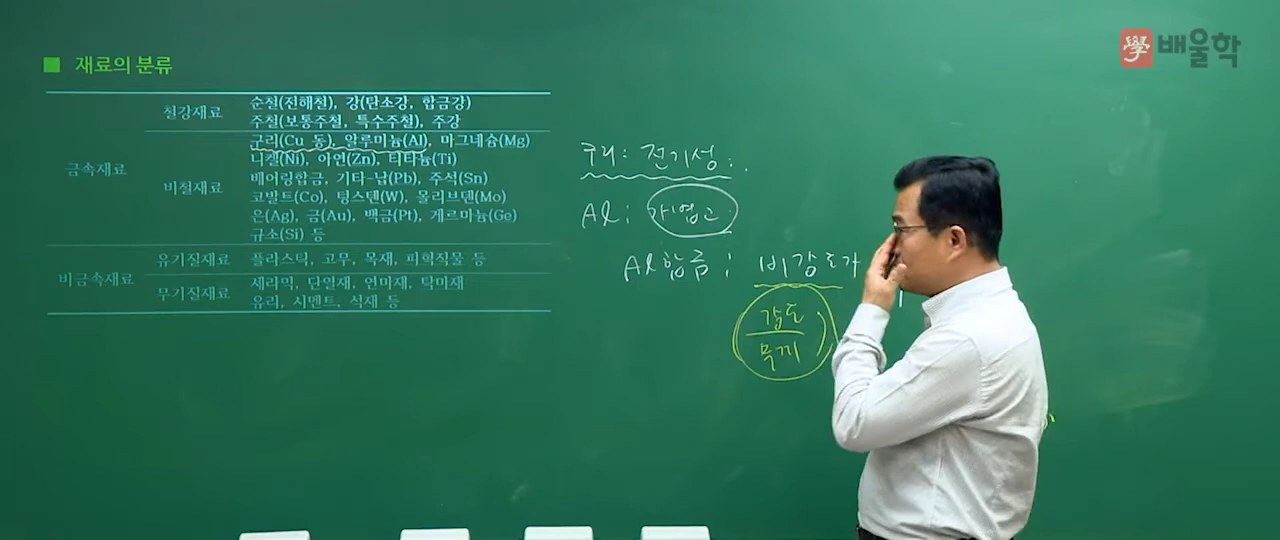 學 배울학
■ 재료의 분류
금속재료
철강재료
순철(전해철), 강(탄소강, 합금강)
주철(보통주철, 특수주철), 주강
비철재료
구리(Cu 동), 알루미늄(Al), 마그네슘(Mg)
니켈(Ni), 아연(Zn), 티타늄(Ti)
베어링합금, 기타-납(Pb), 주석(Sn)
코발트(Co), 텅스텐(W), 몰리브덴(Mo)
은(Ag), 금(Au), 백금(Pt), 게르마늄(Ge)
규소(Si) 등
비금속재료
유기질재료
플라스틱, 고무, 목재, 피혁직물 등
무기질재료
세라믹, 단열재, 연마재, 탁마재
유리, 시멘트, 석재 등
구리: 전기성:
Al: 가볍고
Al합금: 비강도가
강도
무게